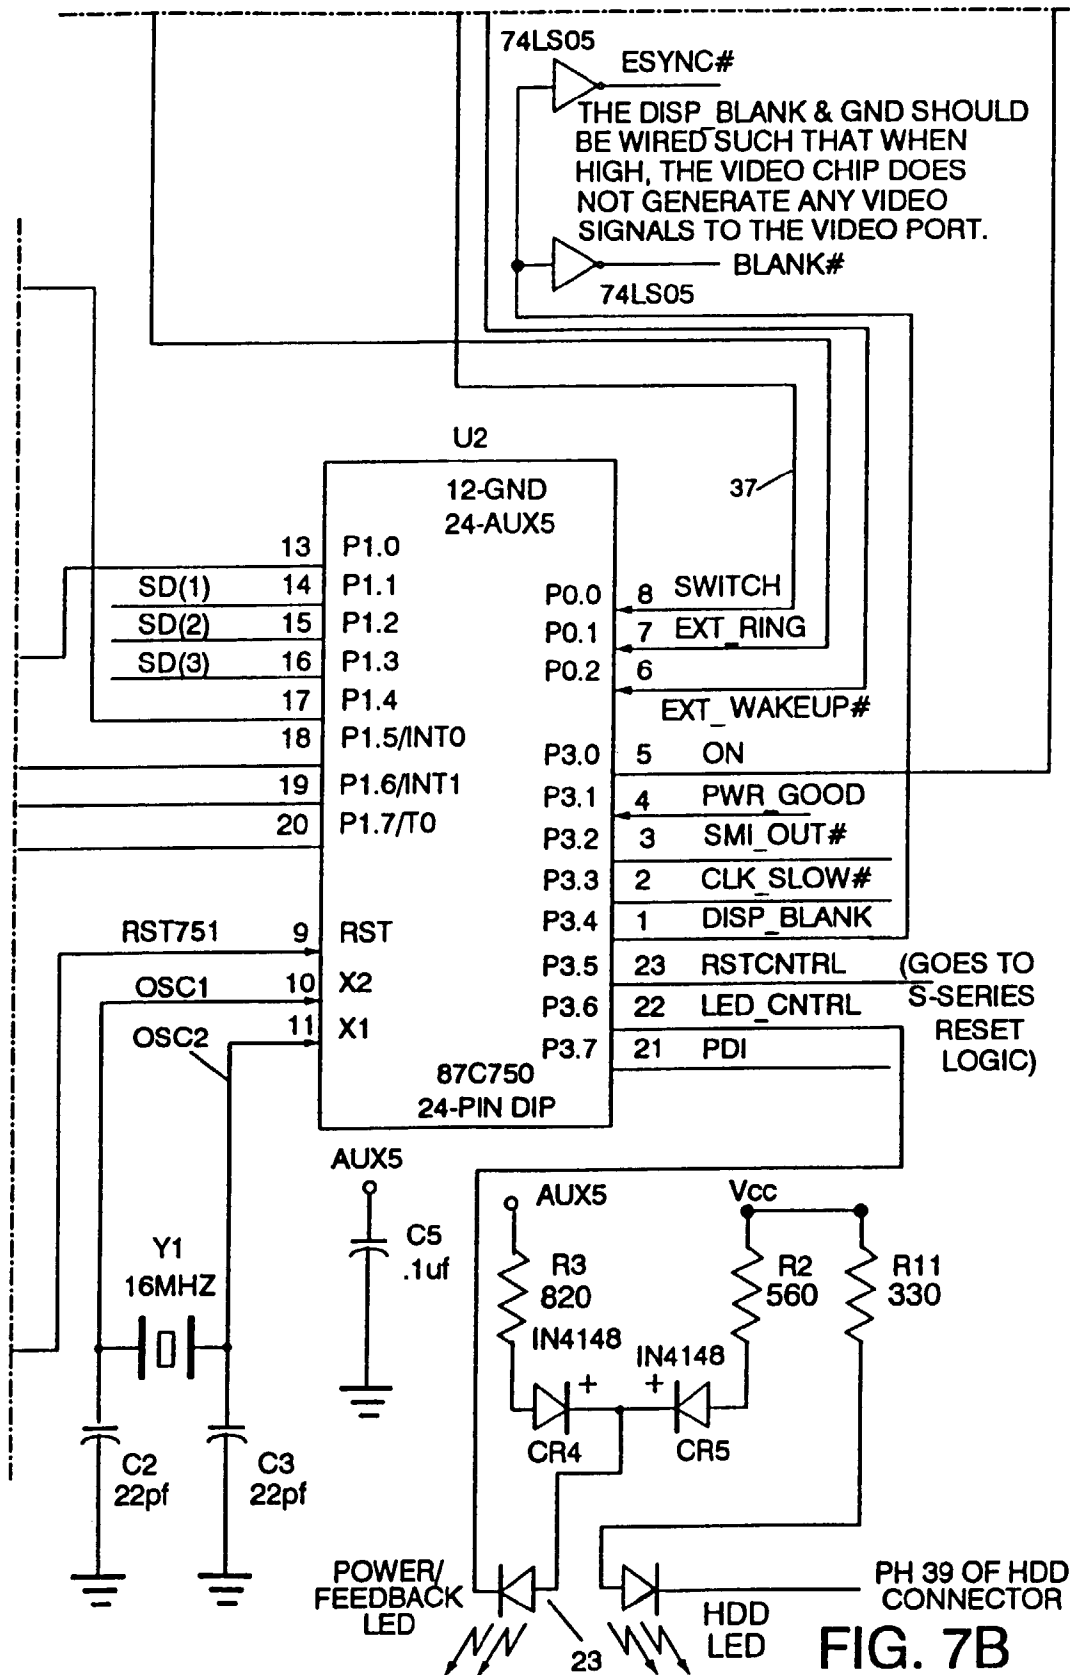 74LS05
ESYNC#
THE DISP_BLANK & GND SHOULD
BE WIRED SUCH THAT WHEN
HIGH, THE VIDEO CHIP DOES
NOT GENERATE ANY VIDEO
SIGNALS TO THE VIDEO PORT.
BLANK#
74LS05
U2
12-GND
24-AUX5
37
13 P1.0
SD(1) 14 P1.1
SD(2) 15 P1.2
SD(3) 16 P1.3
17 P1.4
18 P1.5/INT0
19 P1.6/INT1
20 P1.7/T0
RST751 9 RST
OSC1 10 X2
OSC2 11 X1
P0.0 8 SWITCH
P0.1 7 EXT_RING
P0.2 6
EXT_WAKEUP#
P3.0 5 ON
P3.1 4 PWR_GOOD
P3.2 3 SMI_OUT#
P3.3 2 CLK_SLOW#
P3.4 1 DISP_BLANK
P3.5 23 RSTCNTRL
P3.6 22 LED_CNTRL
P3.7 21 PDI
(GOES TO
S-SERIES
RESET
LOGIC)
87C750
24-PIN DIP
AUX5
C5
.1uf
AUX5
Vcc
Y1
16MHZ
R3
820
R2
560
R11
330
IN4148
IN4148
+
+
CR4
CR5
C2
22pf
C3
22pf
POWER/
FEEDBACK
LED
23
HDD
LED
PH 39 OF HDD
CONNECTOR
FIG. 7B